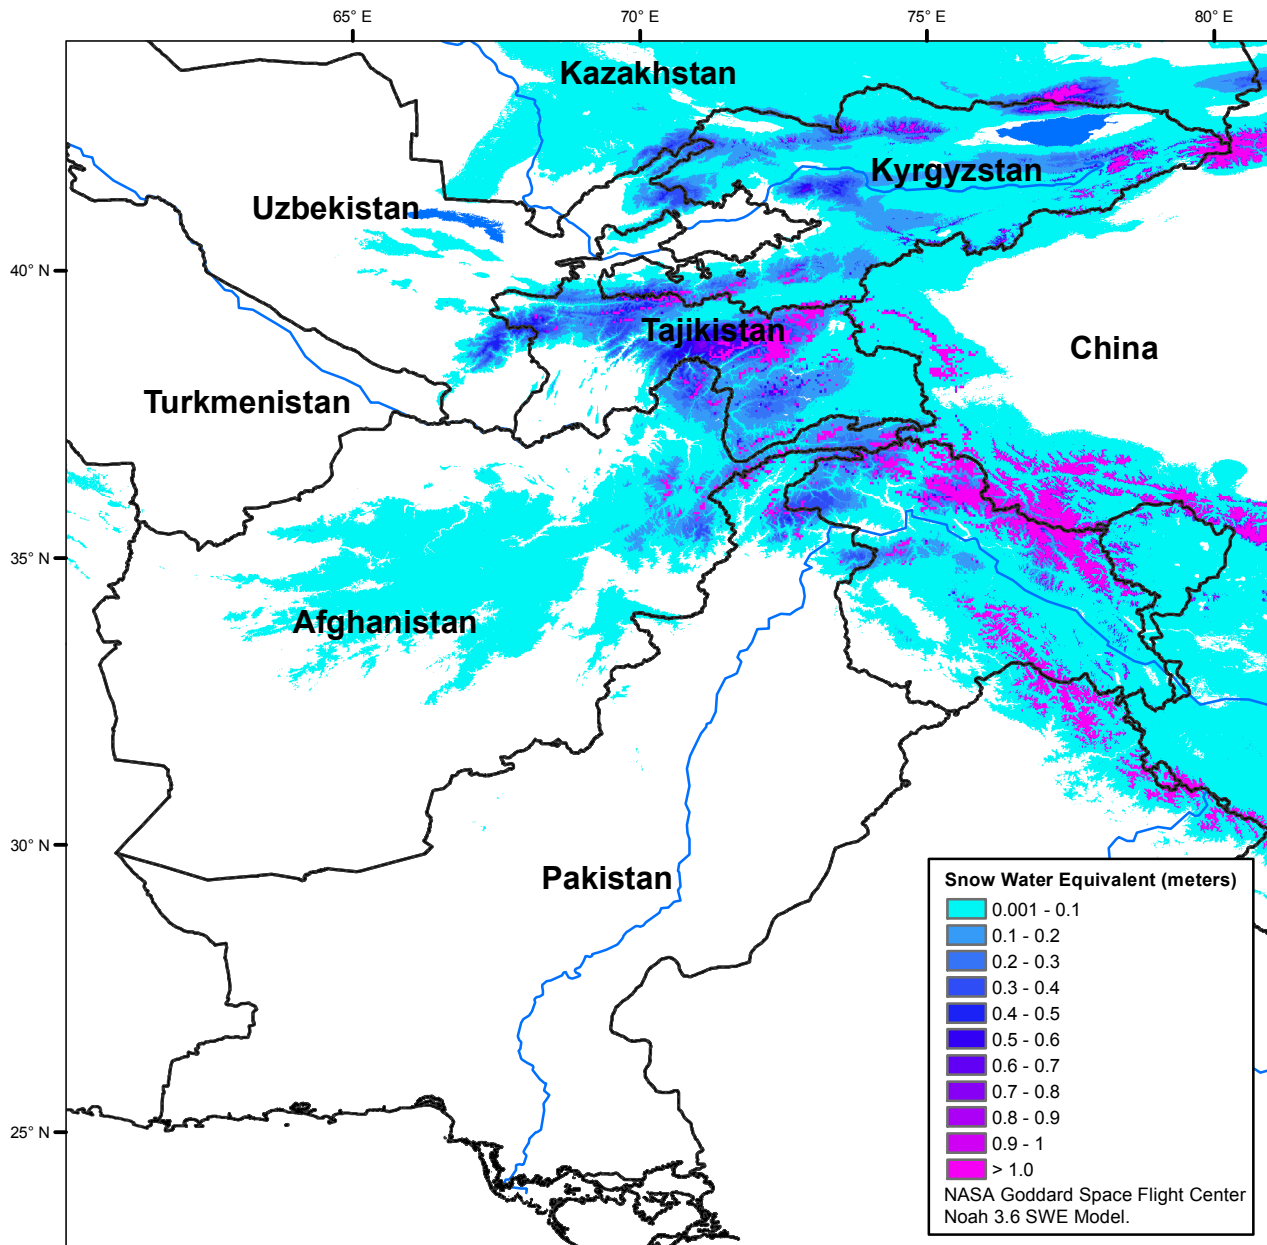 65° E
70° E
75° E
80° E
Kazakhstan
Kyrgyzstan
Uzbekistan
40° N
Tajikistan
China
Turkmenistan
35° N
Afghanistan
30° N
Pakistan
25° N
Snow Water Equivalent (meters)
0.001 - 0.1
0.1 - 0.2
0.2 - 0.3
0.3 - 0.4
0.4 - 0.5
0.5 - 0.6
0.6 - 0.7
0.7 - 0.8
0.8 - 0.9
0.9 - 1
> 1.0
NASA Goddard Space Flight Center
Noah 3.6 SWE Model.